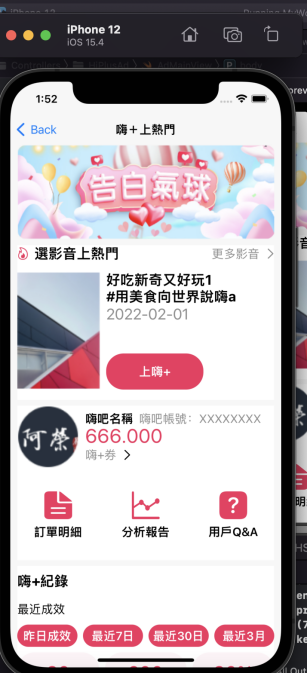 iPhone 12
iOS 15.4
1:52
Back
嗨＋上熱門
告白氣球
選影音上熱門
更多影音
好吃新奇又好玩1
#用美食向世界說嗨a
2022-02-01
上嗨+
阿榮
嗨吧名稱 嗨吧帳號：XXXXXXXX
666.000
嗨+券
訂單明細
分析報告
用戶Q&A
嗨+紀錄
最近成效
昨日成效
最近7日
最近30日
最近3月